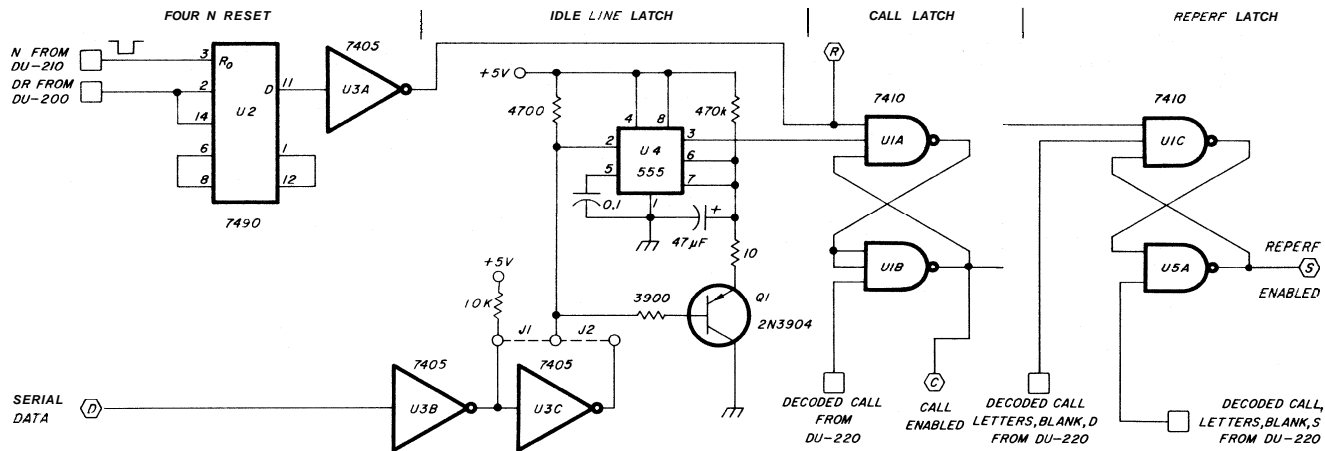 FOUR N RESET
IDLE LINE LATCH
CALL LATCH
REPERF LATCH
N FROM
DU-210
DR FROM
DU-200
3
2
14
6
8
R0
D
U2
11
1
12
7490
7405
U3A
+5V
4700
470k
4
8
2
3
U4
555
5
6
7
1
0.1
47µF
+
10
3900
Q1
2N3904
+5V
10K
J1
J2
R
7410
U1A
U1B
7410
U1C
U5A
REPERF
S
ENABLED
SERIAL
DATA
D
7405
U3B
7405
U3C
DECODED CALL
FROM
DU-220
C
CALL
ENABLED
DECODED CALL
LETTERS,BLANK,D
FROM DU-220
DECODED CALL,
LETTERS,BLANK,S
FROM DU-220